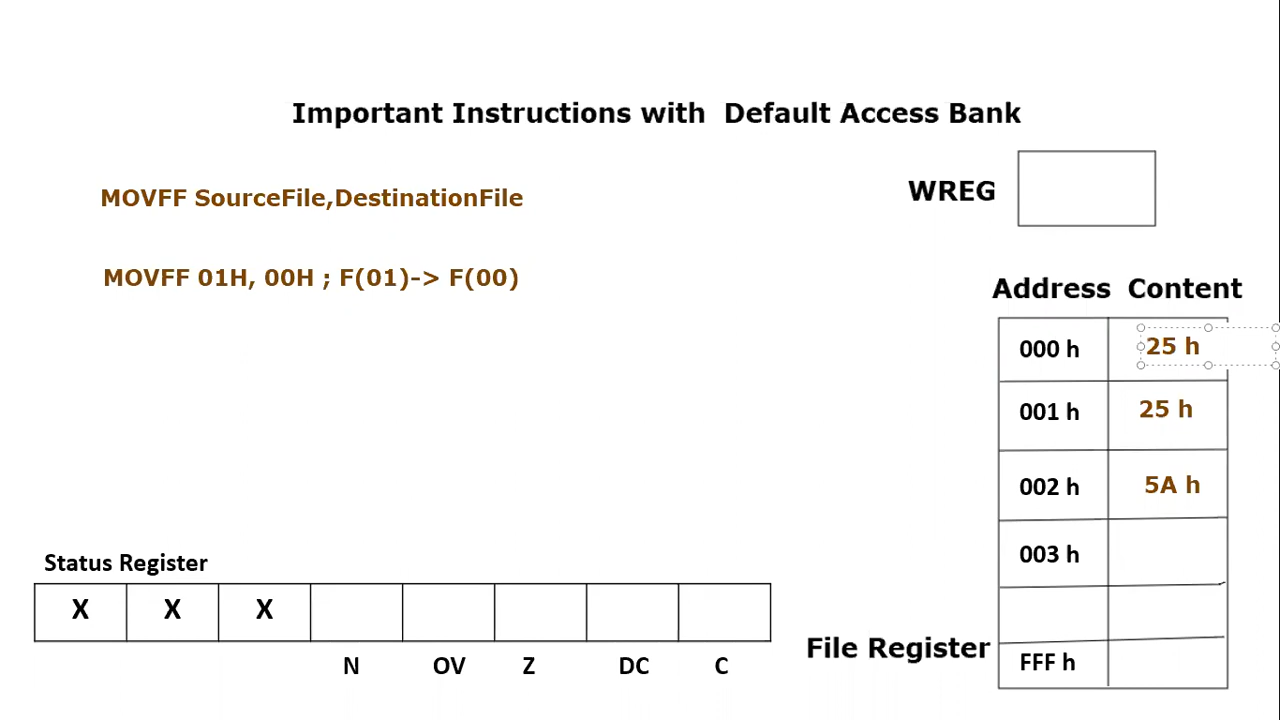 Important Instructions with Default Access Bank
MOVFF SourceFile,DestinationFile
WREG
MOVFF 01H, 00H ; F(01)-> F(00)
Address Content
000 h 25 h
001 h 25 h
002 h 5A h
003 h
FFF h
File Register
Status Register
X X X
N OV Z DC C